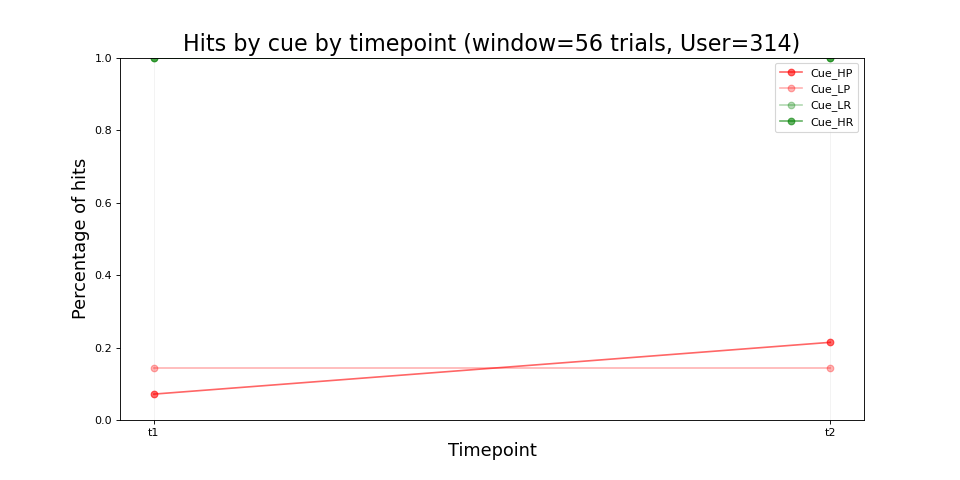 Hits by cue by timepoint (window=56 trials, User=314)
Percentage of hits
1.0
0.8
0.6
0.4
0.2
0.0
Cue_HP
Cue_LP
Cue_LR
Cue_HR
t1
t2
Timepoint